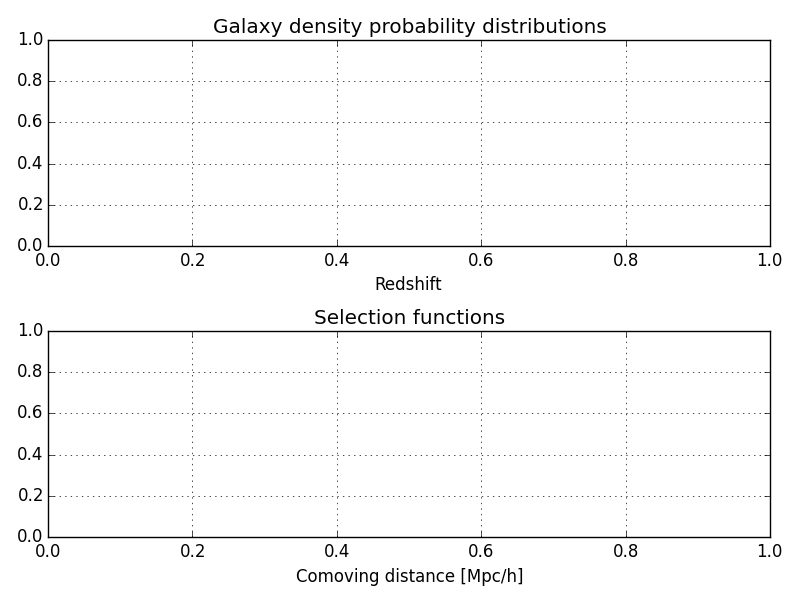 Galaxy density probability distributions
1.0
0.8
0.6
0.4
0.2
0.0
0.0 0.2 0.4 0.6 0.8 1.0
Redshift
Selection functions
1.0
0.8
0.6
0.4
0.2
0.0
0.0 0.2 0.4 0.6 0.8 1.0
Comoving distance [Mpc/h]